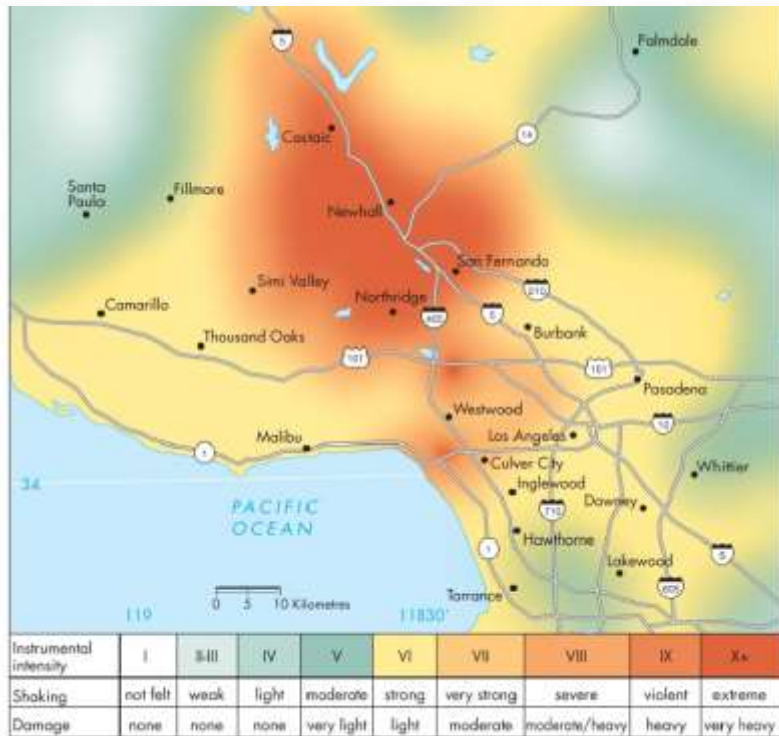 5
Palmdale
Castaic
14
Santa
Paula
Fillmore
Newhall
San Fernando
Simi Valley
210
Camarillo
Northridge
405
5
Burbank
Thousand Oaks
101
101
Pasadena
Westwood
10
Malibu
Los Angeles
1
Culver City
Whittier
34
Inglewood
PACIFIC
OCEAN
710
Downey
Hawthorne
1
5
Lakewood
605
0 5 10 Kilometres
Torrance
119
11830'
Instrumental
intensity
I II-III IV V VI VII VIII IX X+
Shaking not felt weak light moderate strong very strong severe violent extreme
Damage none none none very light light moderate moderate/heavy heavy very heavy